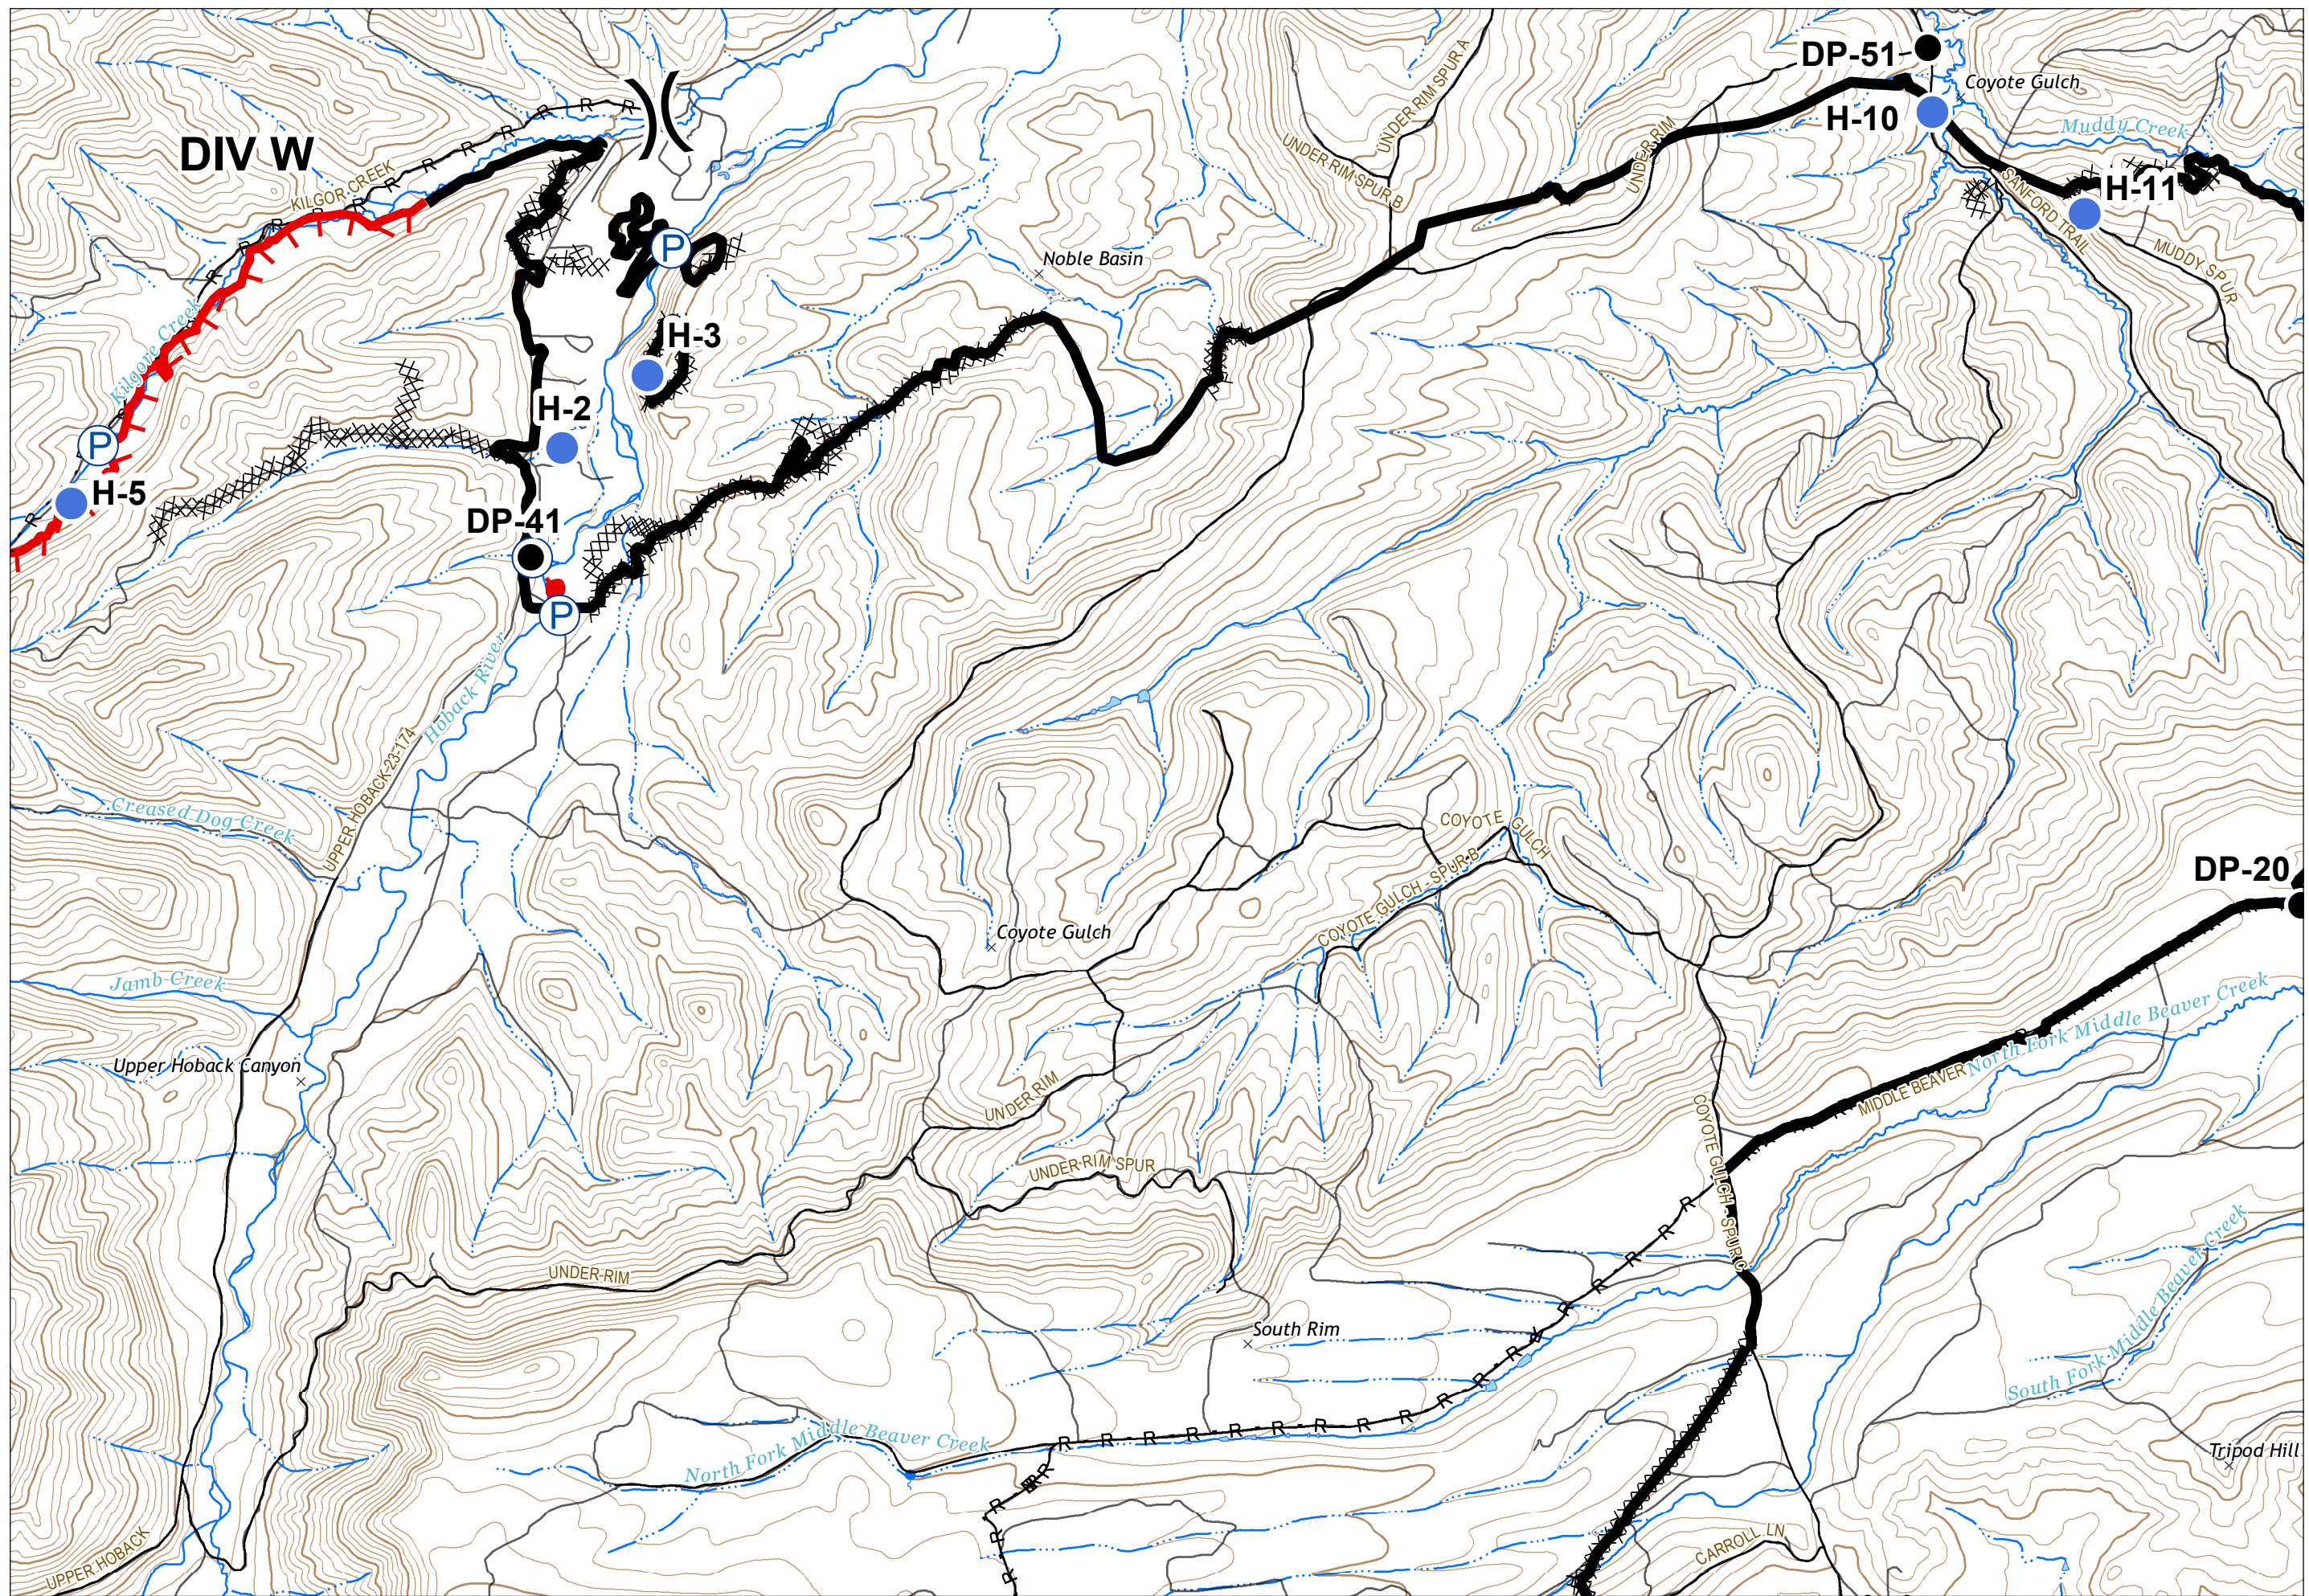 DP-51
Coyote Gulch
H-10
Muddy Creek
DIV W
KILGOR CREEK
UNDER RIM SPUR A
UNDER RIM SPUR B
UNDER RIM
H-11
SANFORD TRAIL
MUDDY SPUR
P
Noble Basin
Kilgore Creek
H-3
H-2
P
H-5
DP-41
P
Hoback River
UPPER HOBACK 23-174
Creased Dog Creek
COYOTE GULCH
COYOTE GULCH - SPUR B
DP-20
Coyote Gulch
Jamb Creek
Upper Hoback Canyon
North Fork Middle Beaver Creek
MIDDLE BEAVER
UNDER RIM
COYOTE GULCH - SPUR C
UNDER RIM SPUR
UNDER RIM
South Rim
South Fork Middle Beaver Creek
North Fork Middle Beaver Creek
Tripod Hill
UPPER HOBACK
CARROLL LN